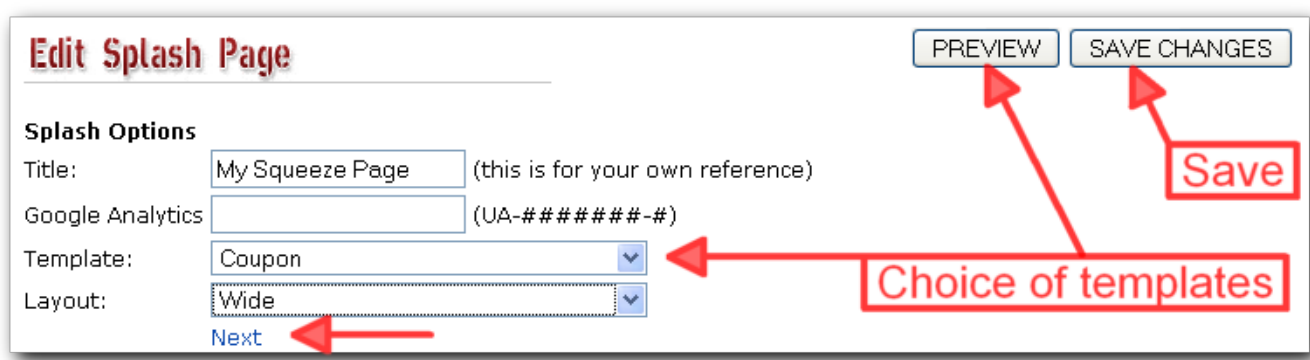 Edit Splash Page
PREVIEW
SAVE CHANGES
Splash Options
Title: My Squeeze Page (this is for your own reference)
Save
Google Analytics (UA-#######-#)
Template: Coupon
Choice of templates
Layout: Wide
Next